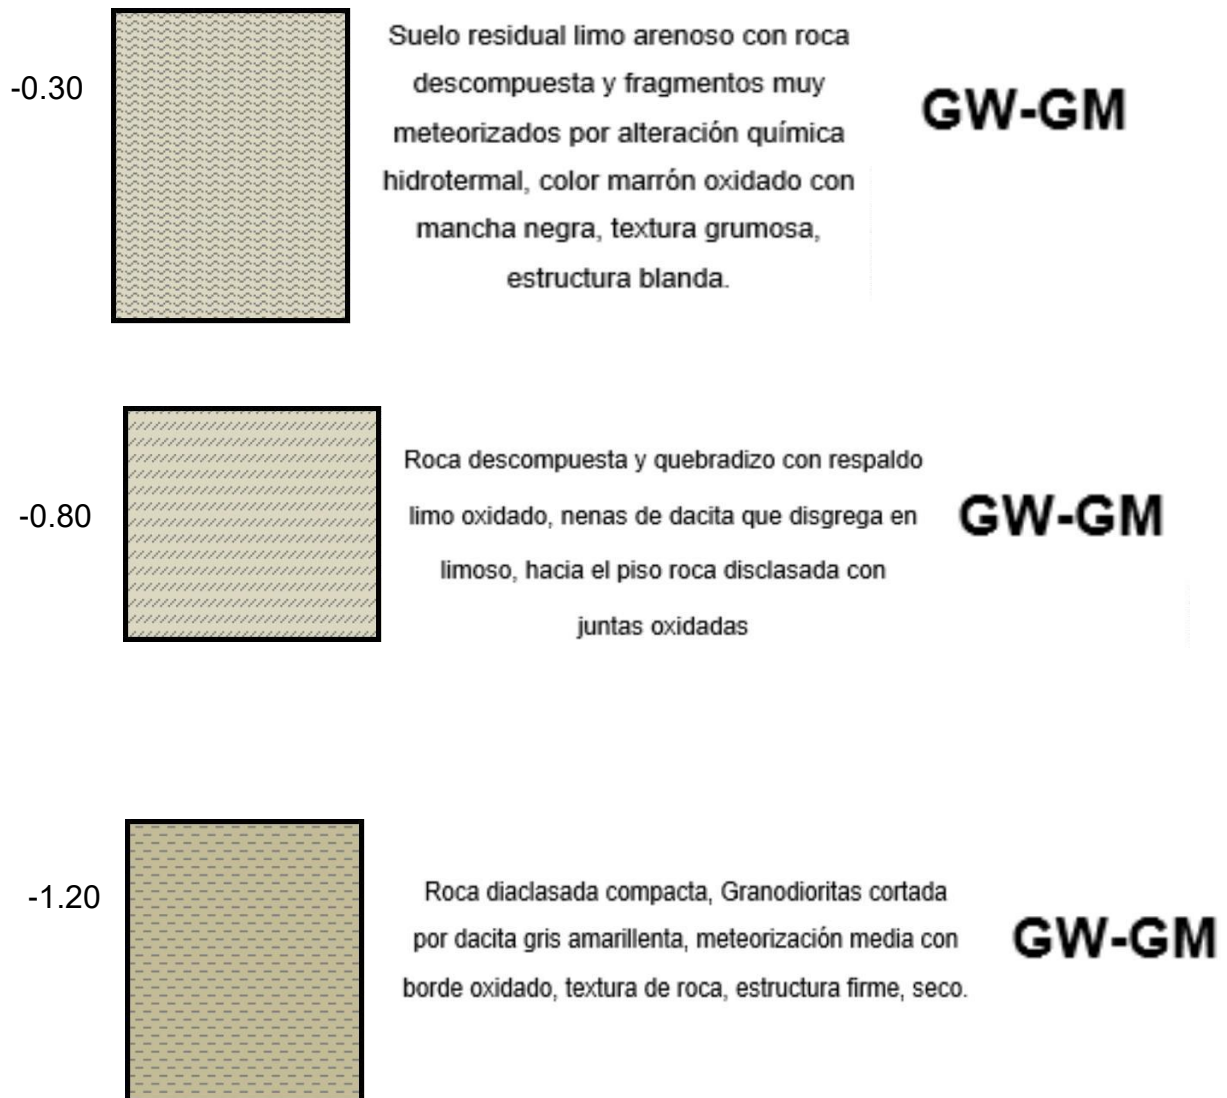 -0.30
Suelo residual limo arenoso con roca
descompuesta y fragmentos muy
meteorizados por alteración química
hidrotermal, color marrón oxidado con
mancha negra, textura grumosa,
estructura blanda.
GW-GM
-0.80
Roca descompuesta y quebradizo con respaldo
limo oxidado, nenas de dacita que disgrega en
limoso, hacia el piso roca disclasada con
juntas oxidadas
GW-GM
-1.20
Roca diaclasada compacta, Granodioritas cortada
por dacita gris amarillenta, meteorización media con
borde oxidado, textura de roca, estructura firme, seco.
GW-GM